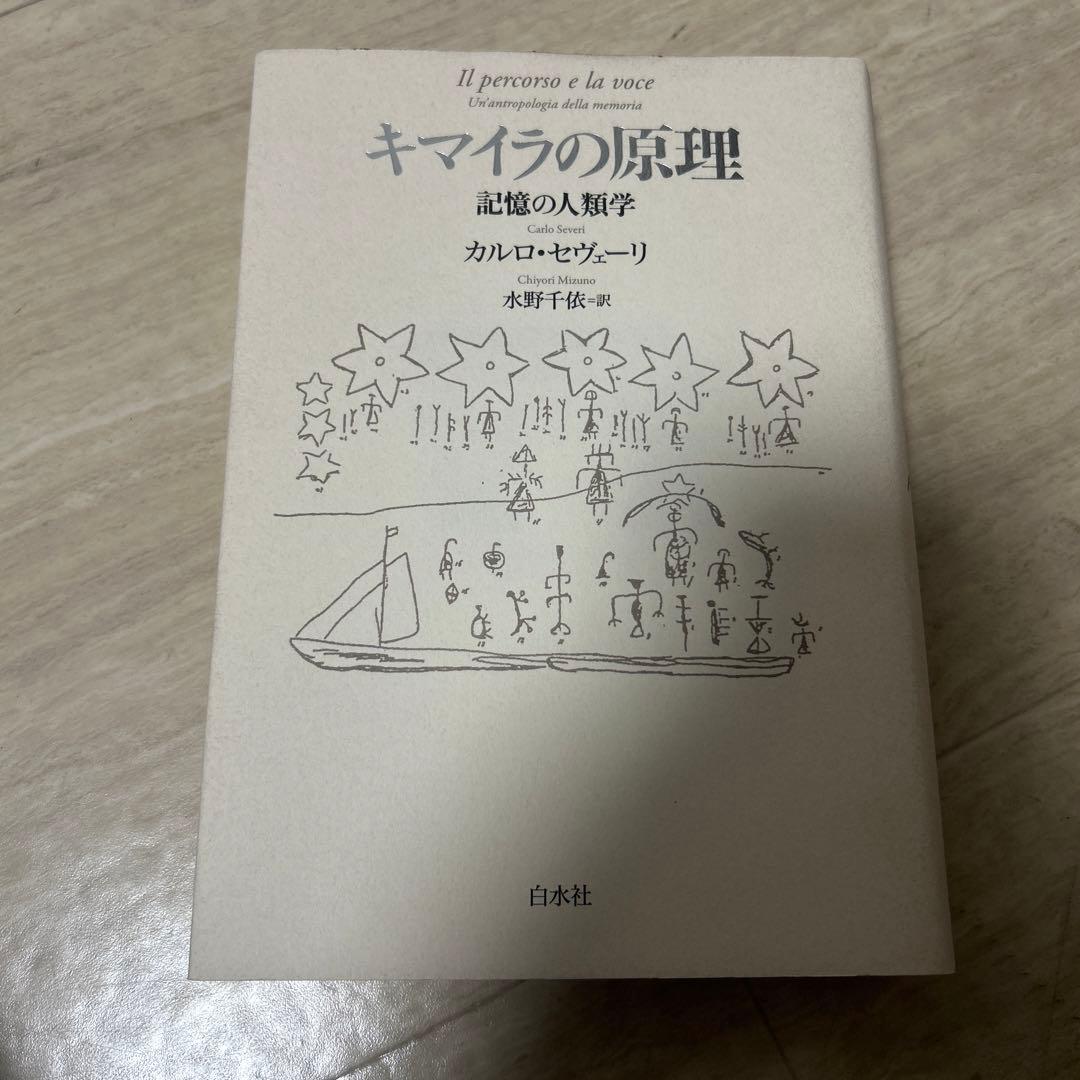 Il percorso e la voce
Un'antropologia della memoria
キマイラの原理
記憶の人類学
Carlo Severi
カルロ・セヴェーリ
Chiyori Mizuno
水野千依=訳
白水社